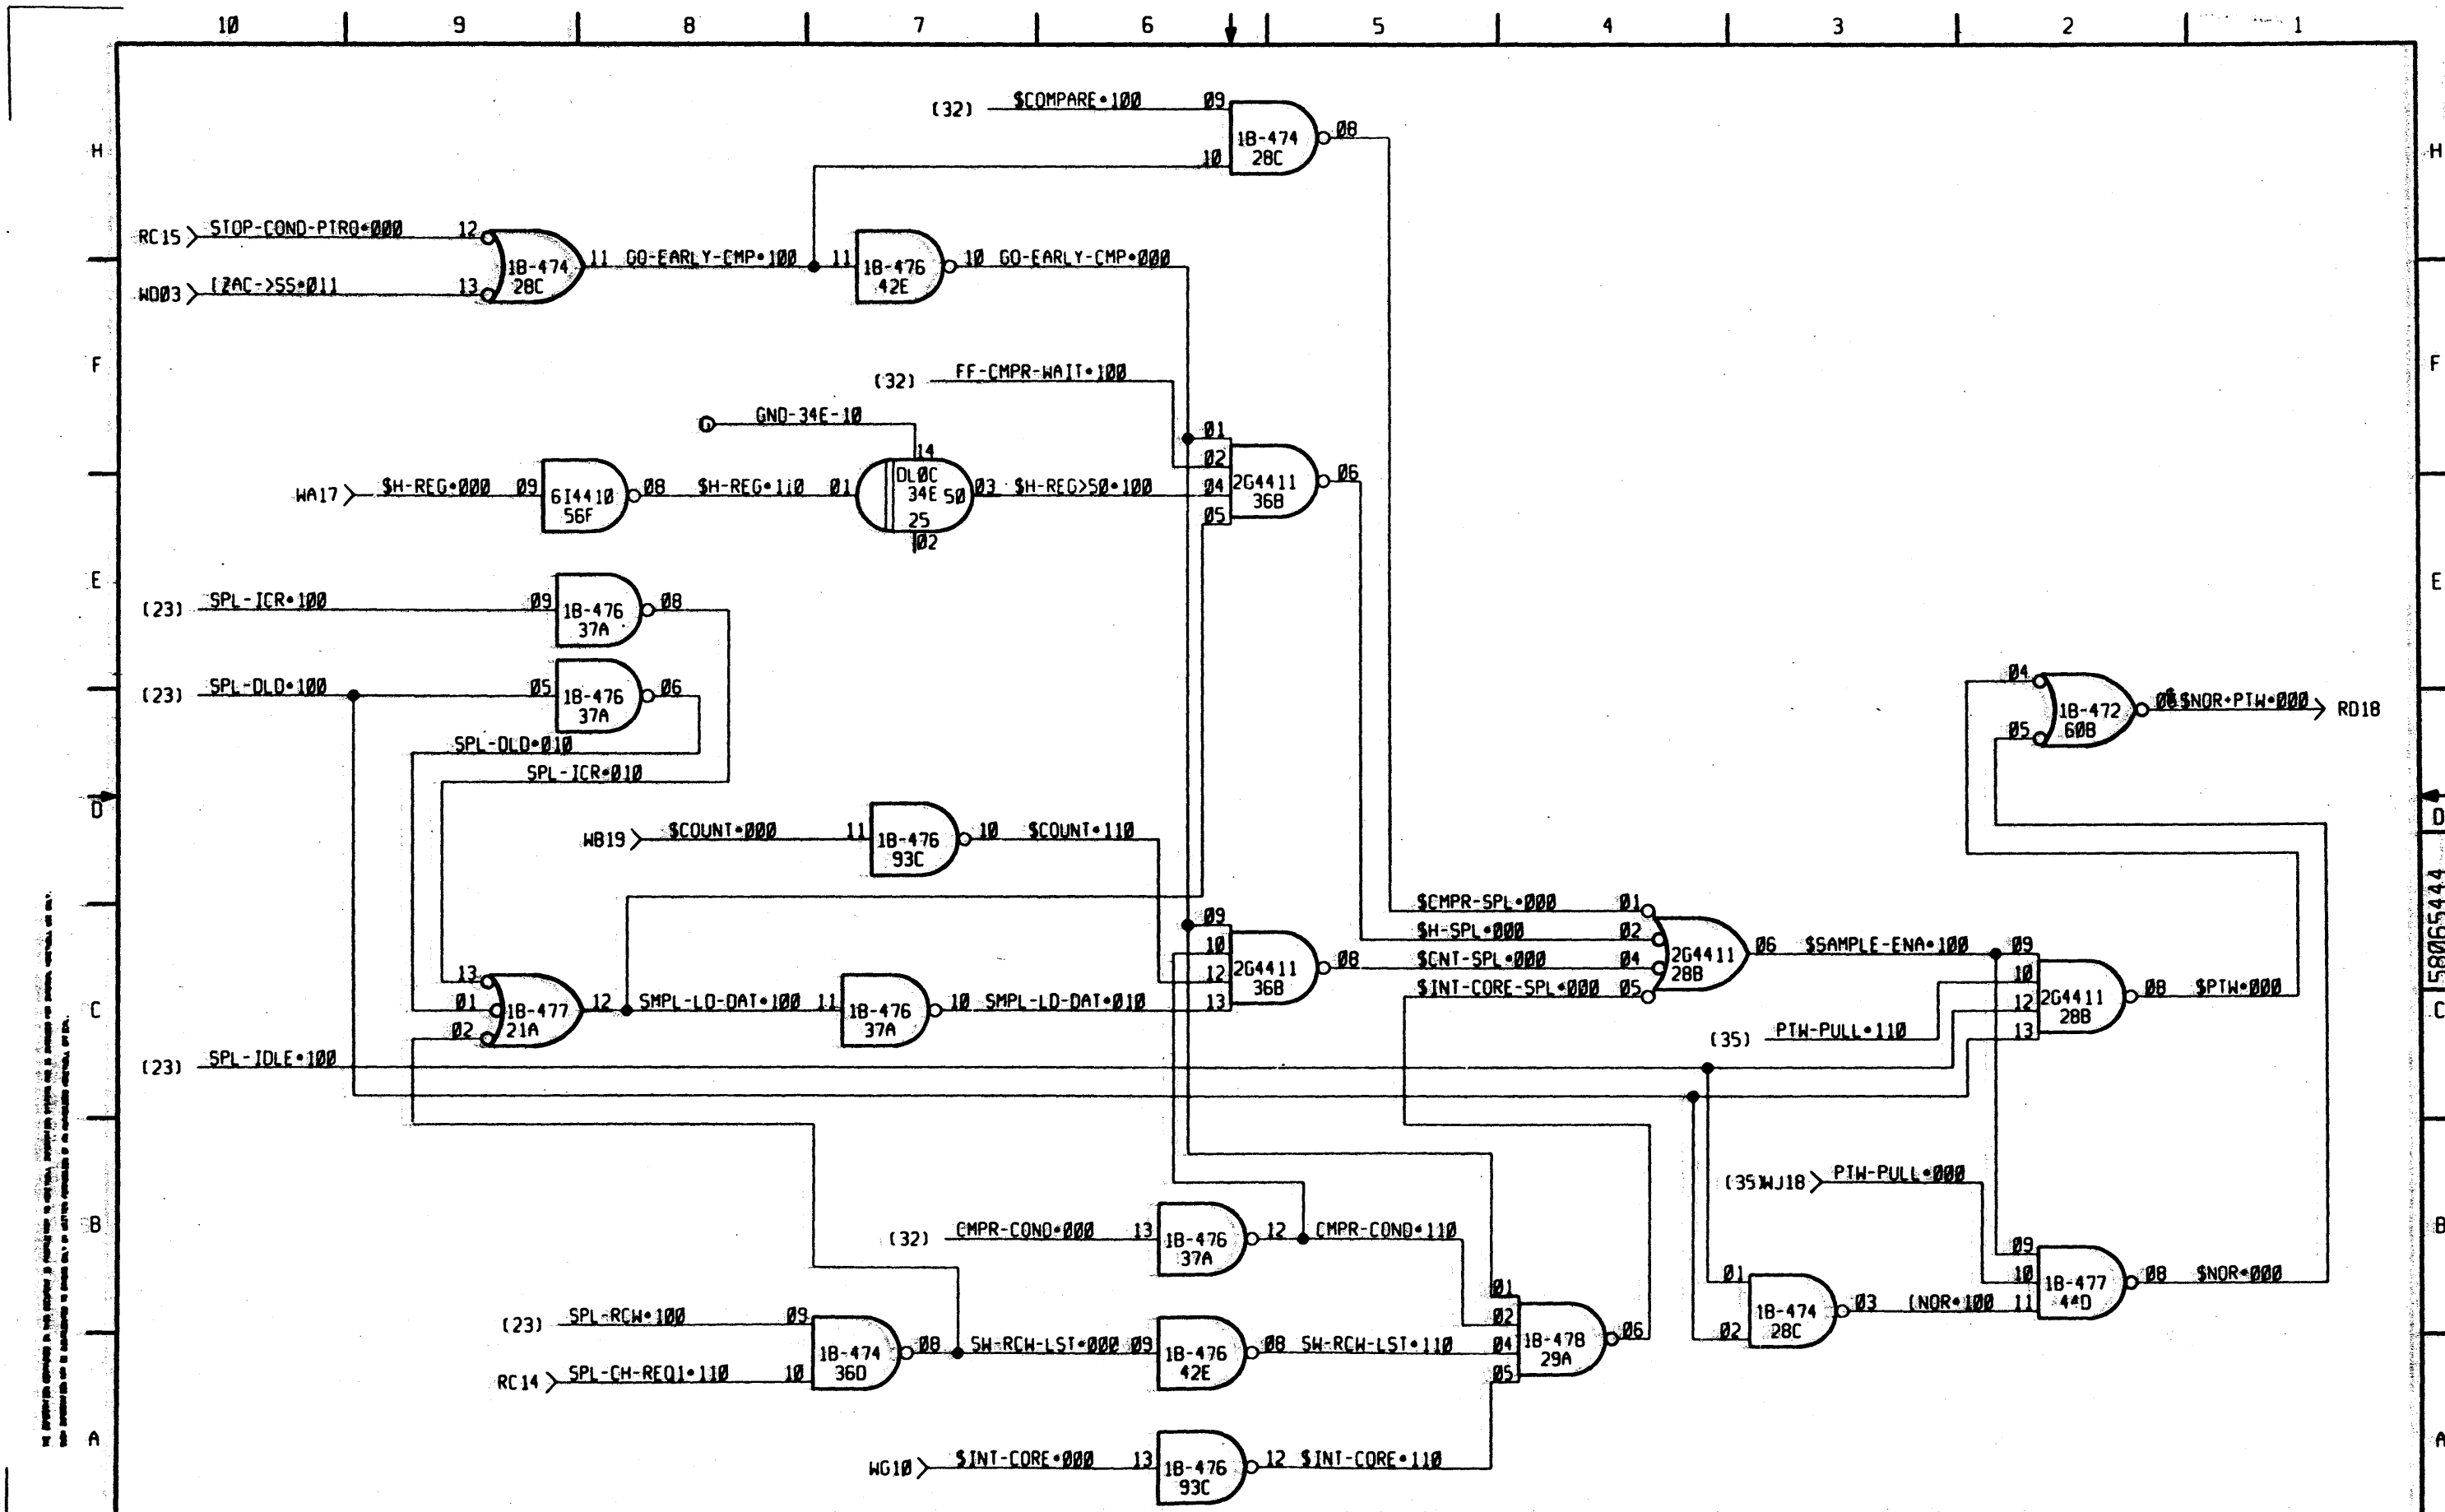 10 9 8 7 6 5 4 3 2 1
H H
(32) $COMPARE•100 09 1B-474 28C 08
10
RC15 STOP-COND-PTRO•000 12
1B-474 28C 11 GO-EARLY-CMP•100 11 1B-476 42E 10 GO-EARLY-CMP•000
WD03 [ZAC->SS•011 13
F F
(32) FF-CMPR-WAIT•100
GND-34E-10
14
01
02
WA17 $H-REG•000 09 6I4410 56F 08 $H-REG•110 01 DL0C 34E 50 25 03 $H-REG>50•100 04 2G4411 36B 06
05
02
E E
(23) SPL-ICR•100 09 1B-476 37A 08
(23) SPL-DLD•100 05 1B-476 37A 06
04 1B-472 60B $NOR+PTW•000 RD18
05
SPL-DLD•010
SPL-ICR•010
D D
WB19 $COUNT•000 11 1B-476 93C 10 $COUNT•110
5806544
$CMPR-SPL•000 01
09
$H-SPL•000 02
10
12 2G4411 36B 08 $CNT-SPL•000 04 2G4411 28B 06 $SAMPLE-ENA•100 09
13
$INT-CORE-SPL•000 05
10
12 2G4411 28B 08 $PTW•000
13
C C
13
01 1B-477 21A 12 SMPL-LD-DAT•100 11 1B-476 37A 10 SMPL-LD-DAT•010
02
(35) PTW-PULL•110
(23) SPL-IDLE•100
(35) WJ18 PTW-PULL•000
B B
(32) CMPR-COND•000 13 1B-476 37A 12 CMPR-COND•110
09
10 1B-477 44D 08 $NOR•000
01 1B-474 28C 03 [NOR•100 11
02
01
02
(23) SPL-RCW•100 09
1B-474 36D 08 SW-RCW-LST•000 09 1B-476 42E 08 SW-RCW-LST•110 04 1B-478 29A 06
RC14 SPL-CH-REQ1•110 10
05
A A
WG10 $INT-CORE•000 13 1B-476 93C 12 $INT-CORE•110